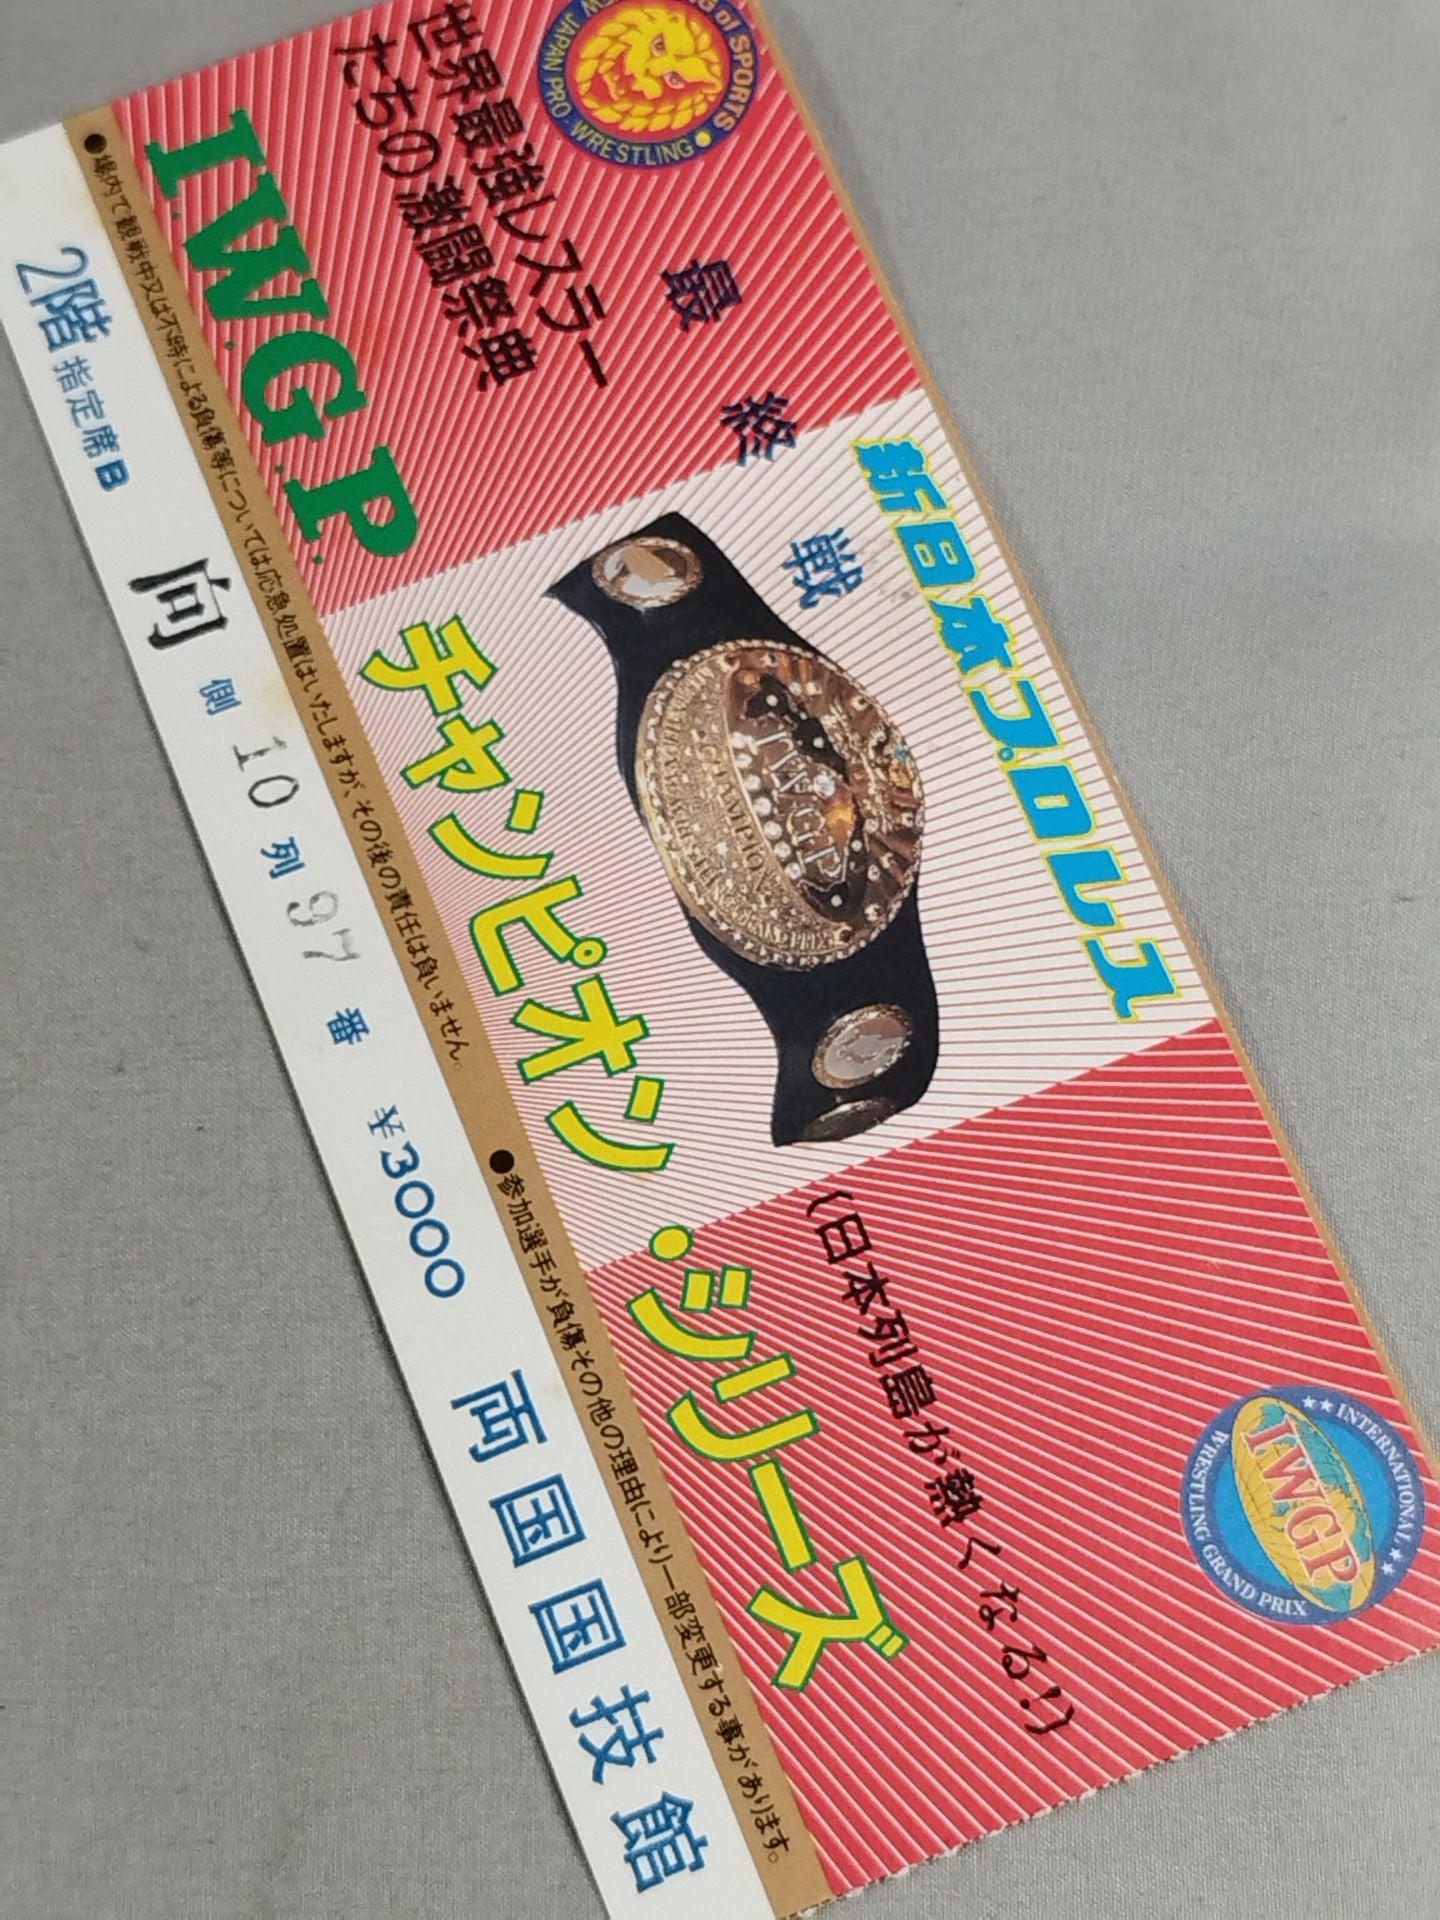 KING of SPORTS
NEW JAPAN PRO-WRESTLING
世界最強レスラー
たちの激闘祭典
最終戦
新日本プロレス
I.W.G.P.
チャンピオン・シリーズ
(日本列島が熱くなる!)
IWGP
CHAMPION
INTERNATIONAL
IWGP
WRESTLING GRAND PRIX
●場内で観戦中又は不時による負傷等については応急処置はいたしますが、その後の責任は負いません。
●参加選手が負傷その他の理由により一部変更する事があります。
2階指定席B 向側 10列 97番 ¥3000 両国国技館